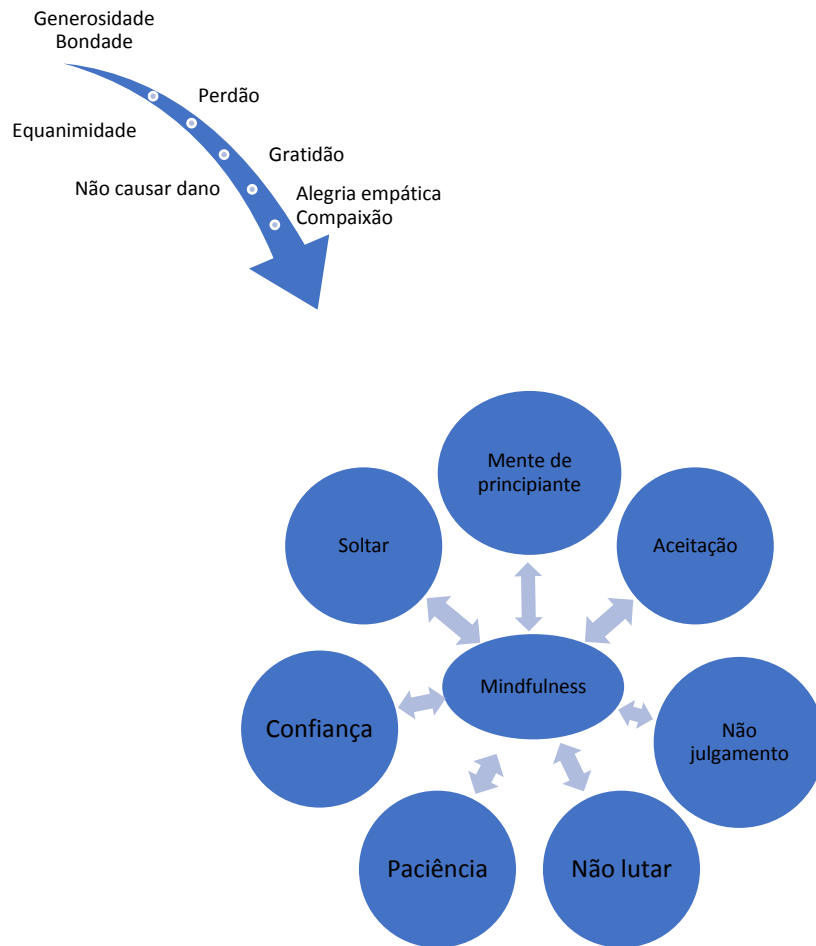 Generosidade
Bondade
Perdão
Equanimidade
Gratidão
Não causar dano
Alegria empática
Compaixão
Mente de
principiante
Soltar
Aceitação
Mindfulness
Confiança
Não
julgamento
Paciência
Não lutar